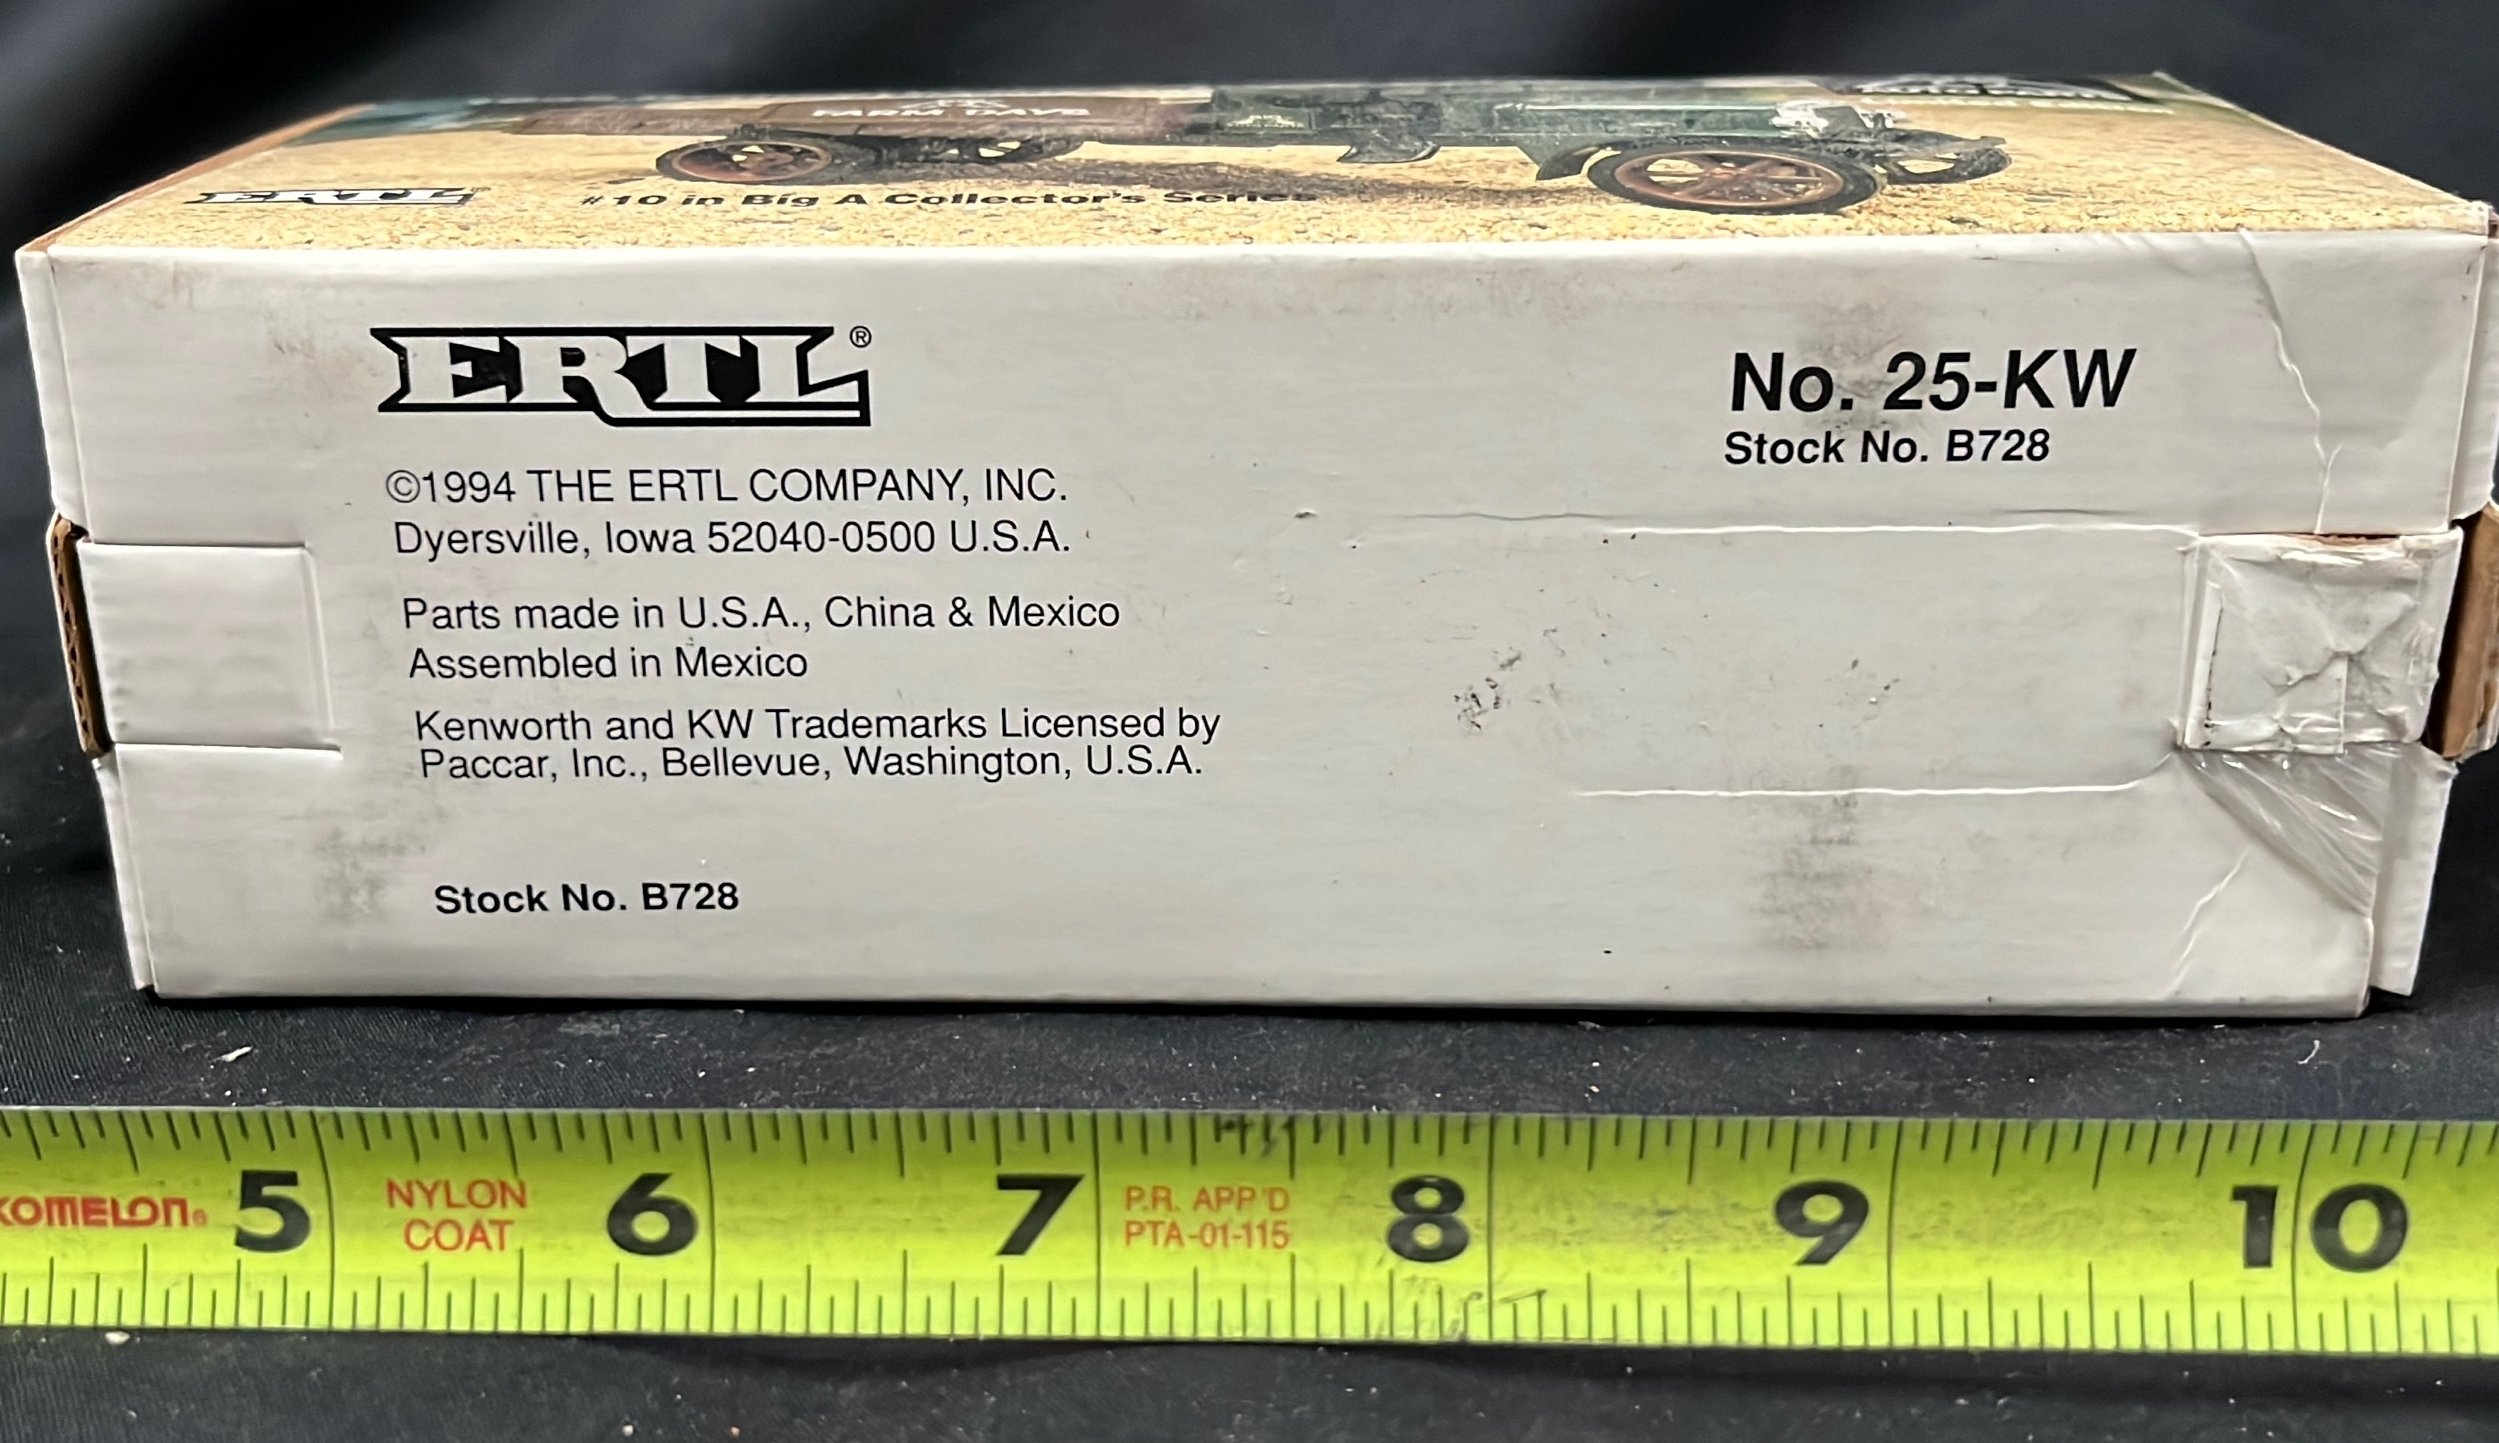 FARM DAYS
ERTL
#10 in Big A Collector's Series
ERTL®
No. 25-KW
Stock No. B728
©1994 THE ERTL COMPANY, INC.
Dyersville, Iowa 52040-0500 U.S.A.
Parts made in U.S.A., China & Mexico
Assembled in Mexico
Kenworth and KW Trademarks Licensed by
Paccar, Inc., Bellevue, Washington, U.S.A.
Stock No. B728
KOMELON® 5 NYLON COAT 6 7 P.R. APP'D PTA-01-115 8 9 10